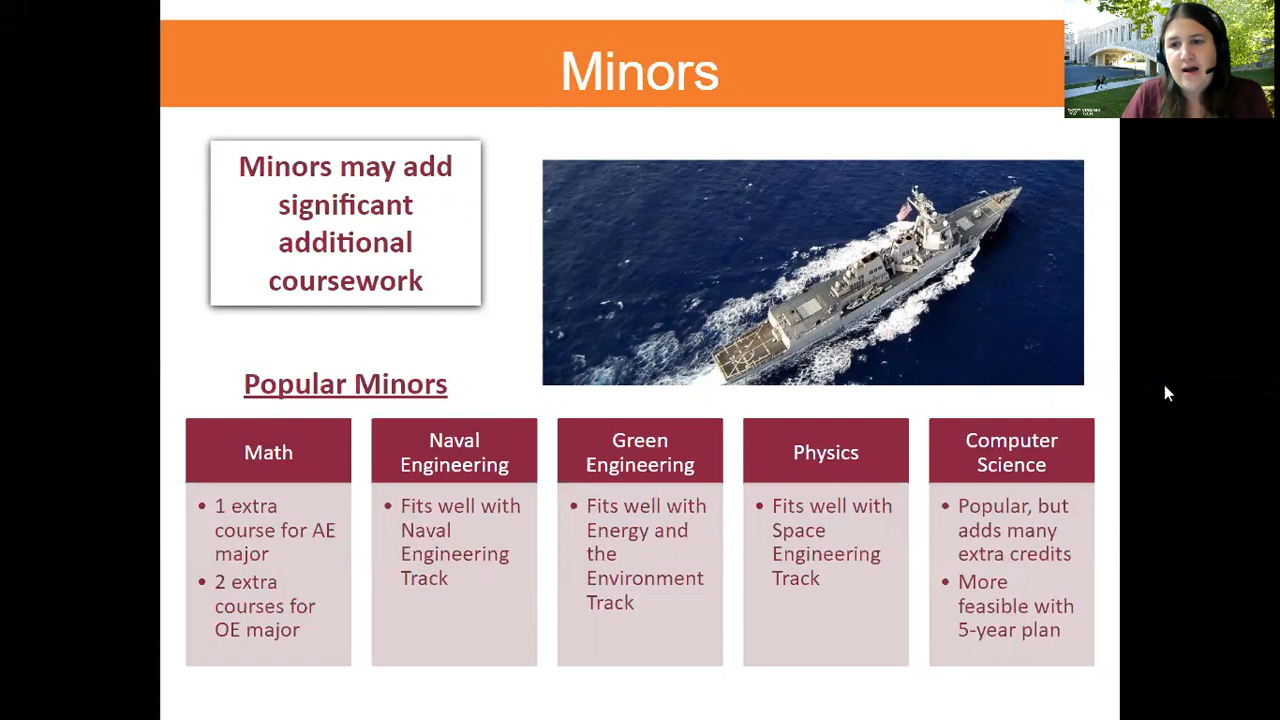 Minors
Minors may add
significant
additional
coursework
Popular Minors
Math
• 1 extra
course for AE
major
• 2 extra
courses for
OE major
Naval
Engineering
• Fits well with
Naval
Engineering
Track
Green
Engineering
• Fits well with
Energy and
the
Environment
Track
Physics
• Fits well with
Space
Engineering
Track
Computer
Science
• Popular, but
adds many
extra credits
• More
feasible with
5-year plan
VIRGINIA
TECH